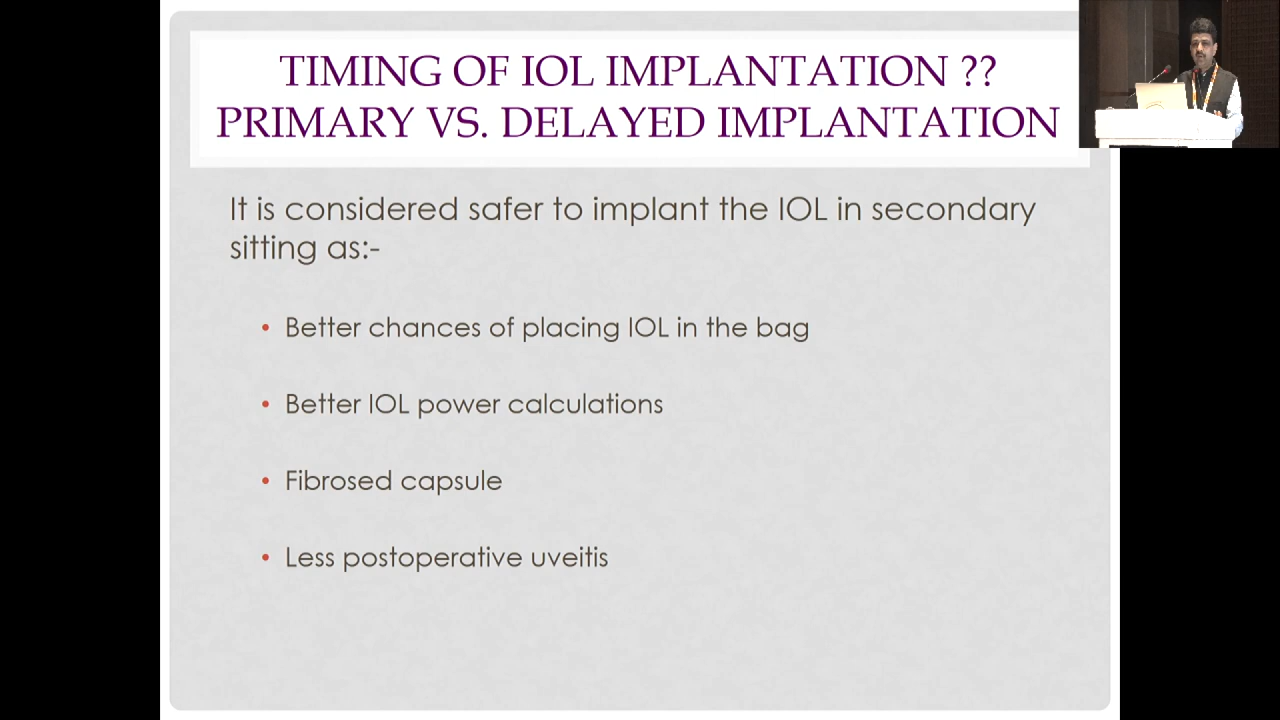 TIMING OF IOL IMPLANTATION ??
PRIMARY VS. DELAYED IMPLANTATION
It is considered safer to implant the IOL in secondary
sitting as:-
• Better chances of placing IOL in the bag
• Better IOL power calculations
• Fibrosed capsule
• Less postoperative uveitis